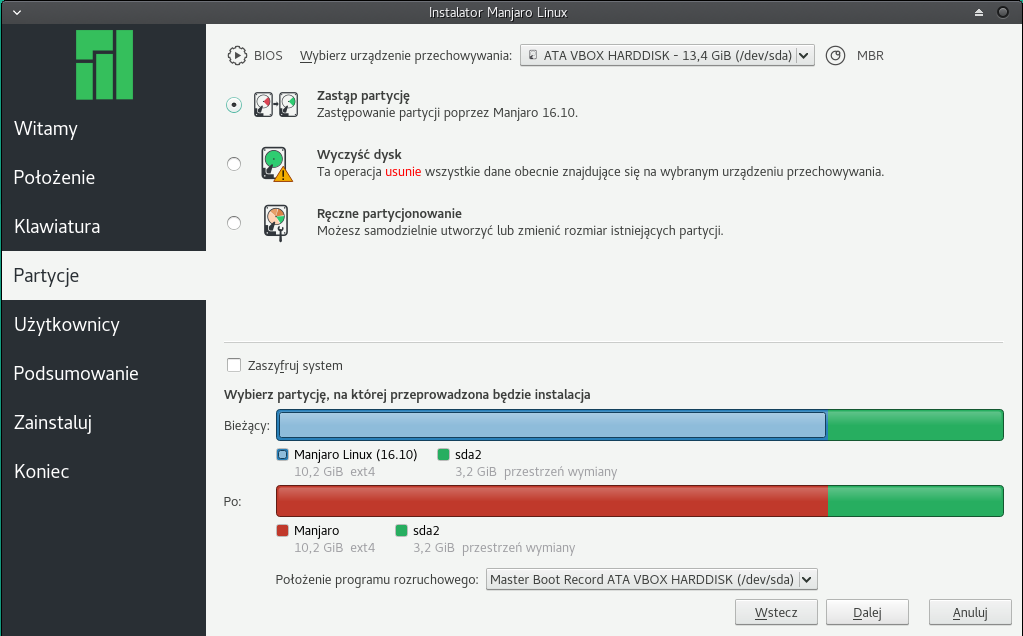 Instalator Manjaro Linux
Witamy
Położenie
Klawiatura
Partycje
Użytkownicy
Podsumowanie
Zainstaluj
Koniec
BIOS Wybierz urządzenie przechowywania: ATA VBOX HARDDISK - 13,4 GiB (/dev/sda) MBR
Zastąp partycję
Zastępowanie partycji poprzez Manjaro 16.10.
Wyczyść dysk
Ta operacja usunie wszystkie dane obecnie znajdujące się na wybranym urządzeniu przechowywania.
Ręczne partycjonowanie
Możesz samodzielnie utworzyć lub zmienić rozmiar istniejących partycji.
Zaszyfruj system
Wybierz partycję, na której przeprowadzona będzie instalacja
Bieżący:
Manjaro Linux (16.10) sda2
10,2 GiB ext4 3,2 GiB przestrzeń wymiany
Po:
Manjaro sda2
10,2 GiB ext4 3,2 GiB przestrzeń wymiany
Położenie programu rozruchowego: Master Boot Record ATA VBOX HARDDISK (/dev/sda)
Wstecz Dalej Anuluj